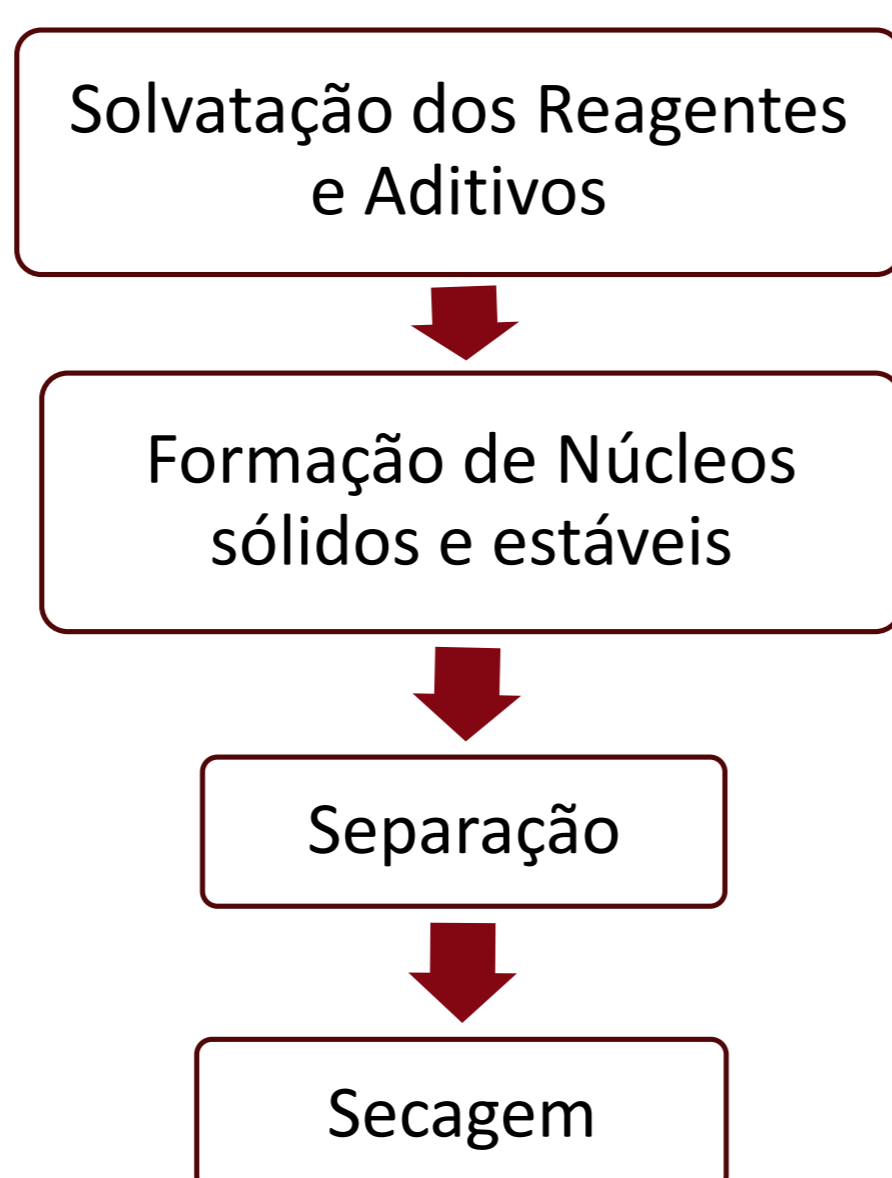 Solvatação dos Reagentes
e Aditivos
Formação de Núcleos
sólidos e estáveis
Separação
Secagem